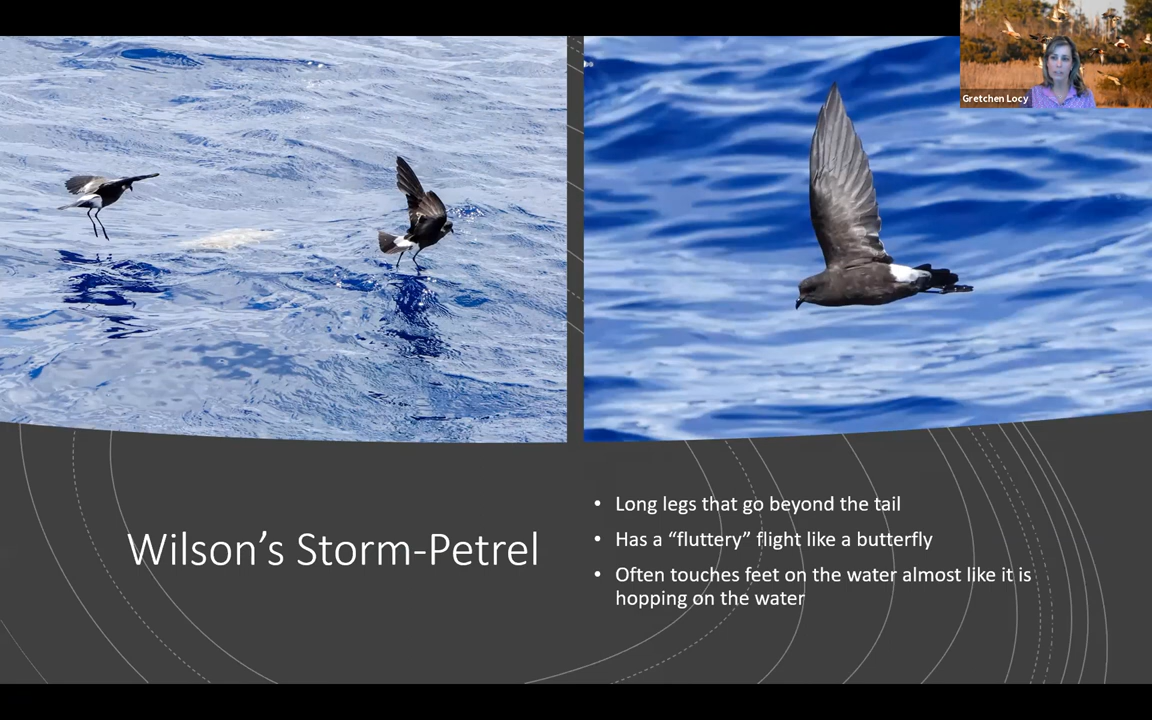 Gretchen Locy
Wilson's Storm-Petrel
• Long legs that go beyond the tail
• Has a “fluttery” flight like a butterfly
• Often touches feet on the water almost like it is
hopping on the water